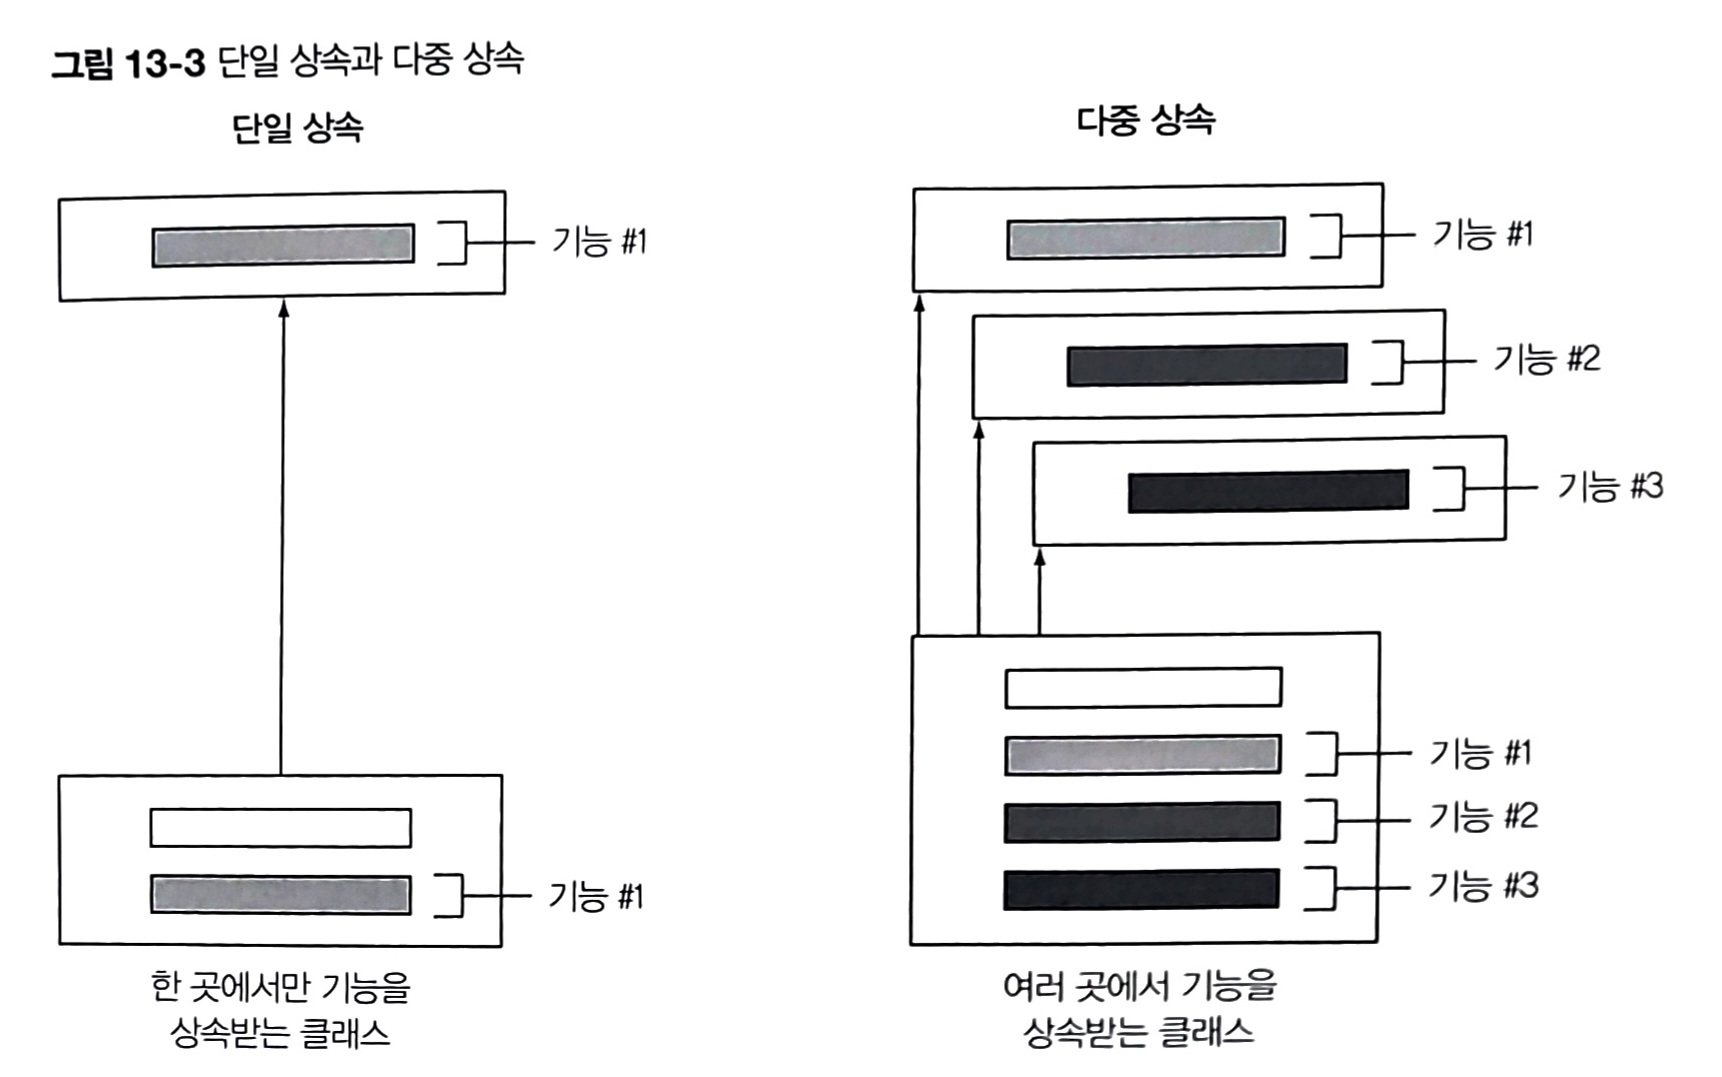 그림 13-3 단일 상속과 다중 상속
단일 상속
기능 #1
기능 #1
한 곳에서만 기능을
상속받는 클래스
다중 상속
기능 #1
기능 #2
기능 #3
기능 #1
기능 #2
기능 #3
여러 곳에서 기능을
상속받는 클래스